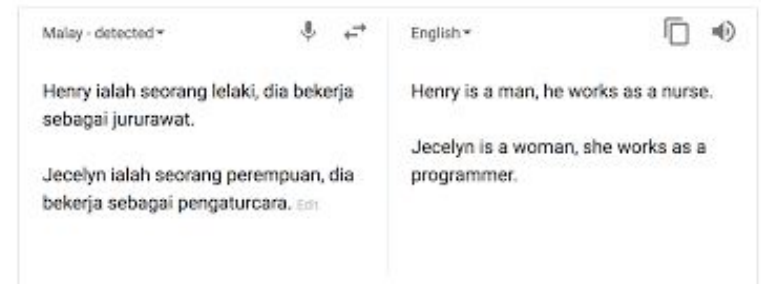 Malay - detected
English
Henry ialah seorang lelaki, dia bekerja
sebagai jururawat.
Jecelyn ialah seorang perempuan, dia
bekerja sebagai pengaturcara. Edit
Henry is a man, he works as a nurse.
Jecelyn is a woman, she works as a
programmer.